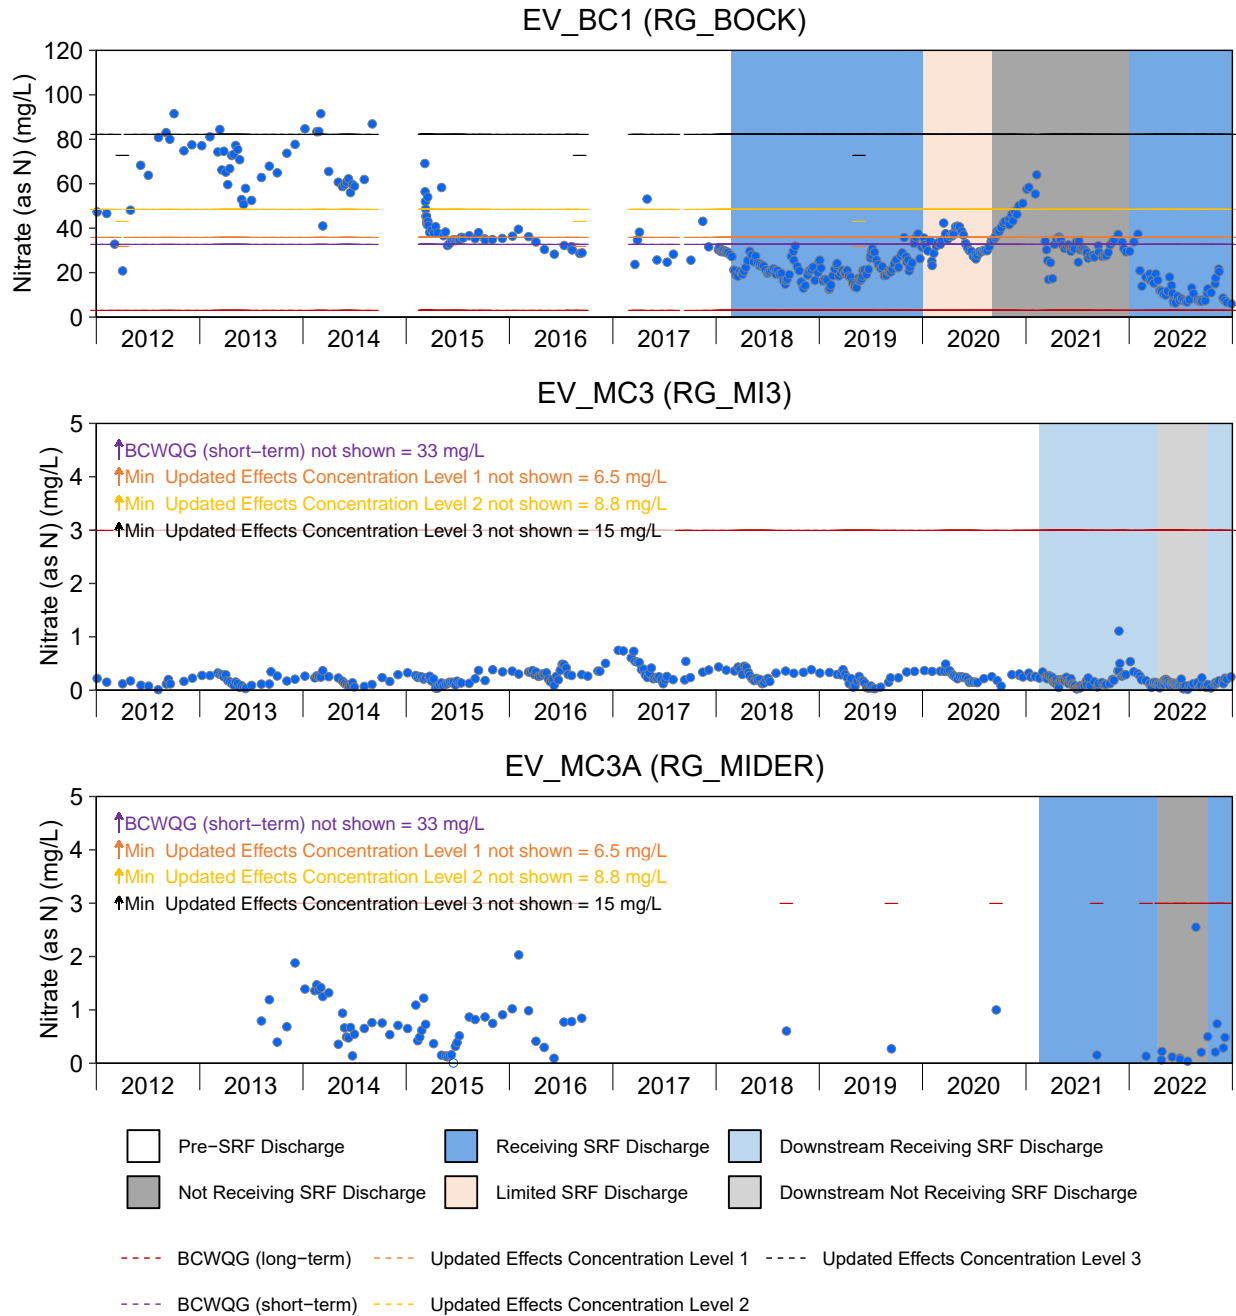 EV_BC1 (RG_BOCK)
Nitrate (as N) (mg/L)
120
100
80
60
40
20
0
2012 2013 2014 2015 2016 2017 2018 2019 2020 2021 2022
EV_MC3 (RG_MI3)
Nitrate (as N) (mg/L)
5
4
3
2
1
0
BCWQG (short−term) not shown = 33 mg/L
Min Updated Effects Concentration Level 1 not shown = 6.5 mg/L
Min Updated Effects Concentration Level 2 not shown = 8.8 mg/L
Min Updated Effects Concentration Level 3 not shown = 15 mg/L
2012 2013 2014 2015 2016 2017 2018 2019 2020 2021 2022
EV_MC3A (RG_MIDER)
Nitrate (as N) (mg/L)
5
4
3
2
1
0
BCWQG (short−term) not shown = 33 mg/L
Min Updated Effects Concentration Level 1 not shown = 6.5 mg/L
Min Updated Effects Concentration Level 2 not shown = 8.8 mg/L
Min Updated Effects Concentration Level 3 not shown = 15 mg/L
2012 2013 2014 2015 2016 2017 2018 2019 2020 2021 2022
Pre−SRF Discharge Receiving SRF Discharge Downstream Receiving SRF Discharge
Not Receiving SRF Discharge Limited SRF Discharge Downstream Not Receiving SRF Discharge
BCWQG (long−term) Updated Effects Concentration Level 1 Updated Effects Concentration Level 3
BCWQG (short−term) Updated Effects Concentration Level 2